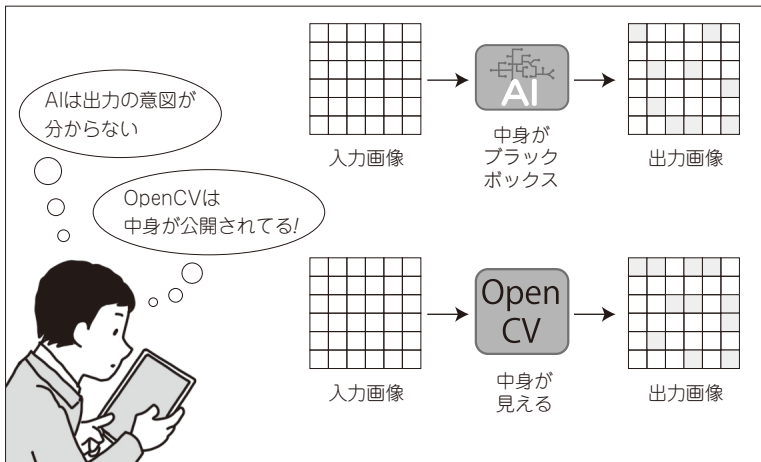 AIは出力の意図が
分からない
OpenCVは
中身が公開されてる!
AI
入力画像
中身が
ブラック
ボックス
出力画像
Open
CV
入力画像
中身が
見える
出力画像